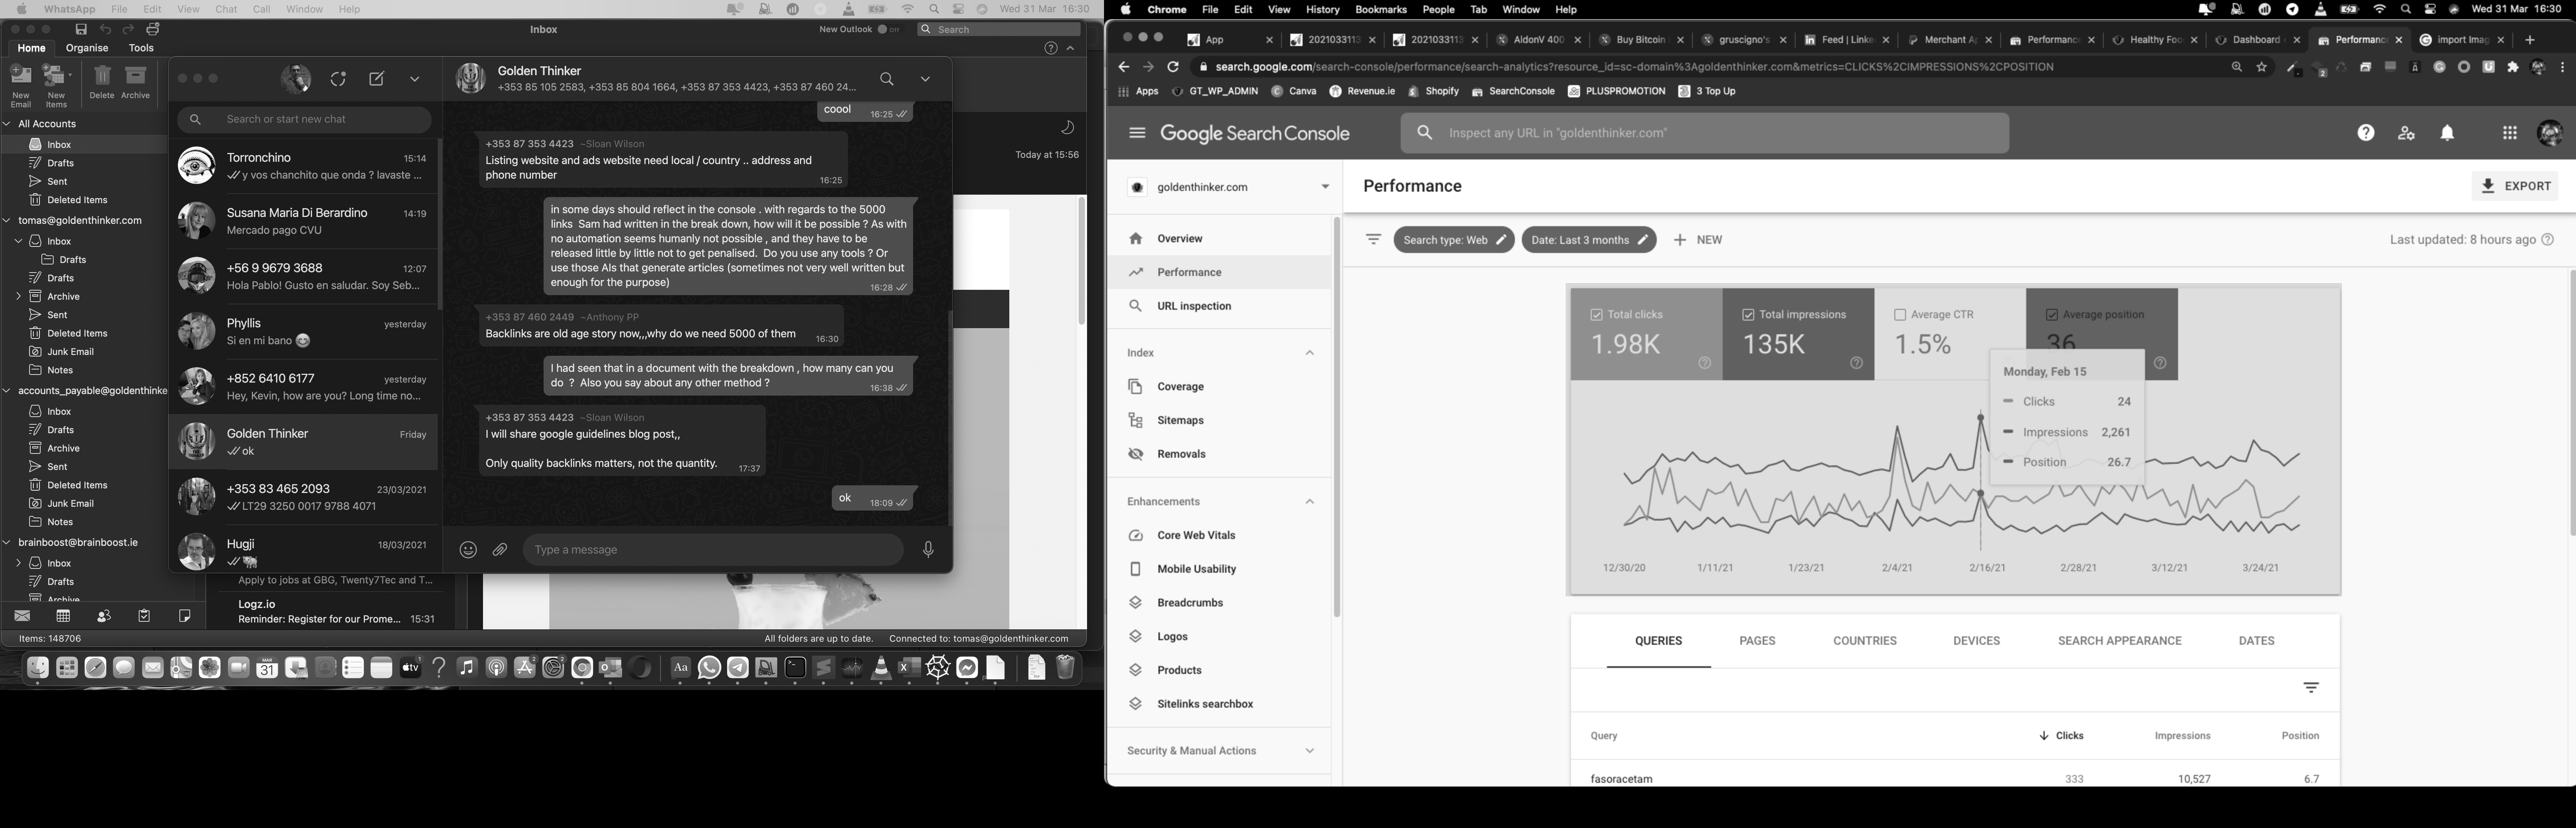 WhatsApp File Edit View Chat Call Window Help
Wed 31 Mar 16:30
Inbox
New Outlook Off
Search
Home Organise Tools
New Email
New Items
Delete
Archive
All Accounts
Inbox
Drafts
Sent
Deleted Items
tomas@goldenthinker.com
Inbox
Drafts
Drafts
Archive
Sent
Deleted Items
Junk Email
Notes
accounts_payable@goldenthinke
Inbox
Drafts
Archive
Sent
Deleted Items
Junk Email
Notes
brainboost@brainboost.ie
Inbox
Drafts
Archive
Items: 148706
Search or start new chat
Torronchino 15:14
y vos chanchito que onda ? lavaste ...
Susana Maria Di Berardino 14:19
Mercado pago CVU
+56 9 9679 3688 12:07
Hola Pablo! Gusto en saludar. Soy Seb...
Phyllis yesterday
Si en mi bano 😊
+852 6410 6177 yesterday
Hey, Kevin, how are you? Long time no...
Golden Thinker Friday
ok
+353 83 465 2093 23/03/2021
LT29 3250 0017 9788 4071
Hugji 18/03/2021
Apply to jobs at GBG, Twenty7Tec and T...
Logz.io
Reminder: Register for our Prome... 15:31
Golden Thinker
+353 85 105 2583, +353 85 804 1664, +353 87 353 4423, +353 87 460 24...
coool
16:25
+353 87 353 4423 ~Sloan Wilson
Listing website and ads website need local / country .. address and
phone number
16:25
in some days should reflect in the console . with regards to the 5000
links Sam had written in the break down, how will it be possible ? As with
no automation seems humanly not possible , and they have to be
released little by little not to get penalised. Do you use any tools ? Or
use those AIs that generate articles (sometimes not very well written but
enough for the purpose)
16:28
+353 87 460 2449 ~Anthony PP
Backlinks are old age story now,,,why do we need 5000 of them
16:30
I had seen that in a document with the breakdown , how many can you
do ? Also you say about any other method ?
16:38
+353 87 353 4423 ~Sloan Wilson
I will share google guidelines blog post,,
Only quality backlinks matters, not the quantity.
17:37
ok
18:09
Type a message
Today at 15:56
All folders are up to date. Connected to: tomas@goldenthinker.com
MAR
31
tv
Aa
Chrome File Edit View History Bookmarks People Tab Window Help
Wed 31 Mar 16:30
App
2021033113
2021033113
AldonV 400
Buy Bitcoin
gruscigno's
Feed | Linke
Merchant Ap
Performanc
Healthy Foo
Dashboard
Performanc
import Imag
search.google.com/search-console/performance/search-analytics?resource_id=sc-domain%3Agoldenthinker.com&metrics=CLICKS%2CIMPRESSIONS%2CPOSITION
Apps GT_WP_ADMIN Canva Revenue.ie Shopify SearchConsole PLUSPROMOTION 3 Top Up
Google Search Console
Inspect any URL in "goldenthinker.com"
goldenthinker.com
Overview
Performance
URL inspection
Index
Coverage
Sitemaps
Removals
Enhancements
Core Web Vitals
Mobile Usability
Breadcrumbs
Logos
Products
Sitelinks searchbox
Security & Manual Actions
Performance
EXPORT
Search type: Web
Date: Last 3 months
NEW
Last updated: 8 hours ago
Total clicks
1.98K
Total impressions
135K
Average CTR
1.5%
Average position
36
Monday, Feb 15
Clicks 24
Impressions 2,261
Position 26.7
12/30/20 1/11/21 1/23/21 2/4/21 2/16/21 2/28/21 3/12/21 3/24/21
QUERIES PAGES COUNTRIES DEVICES SEARCH APPEARANCE DATES
Query Clicks Impressions Position
fasoracetam 333 10,527 6.7